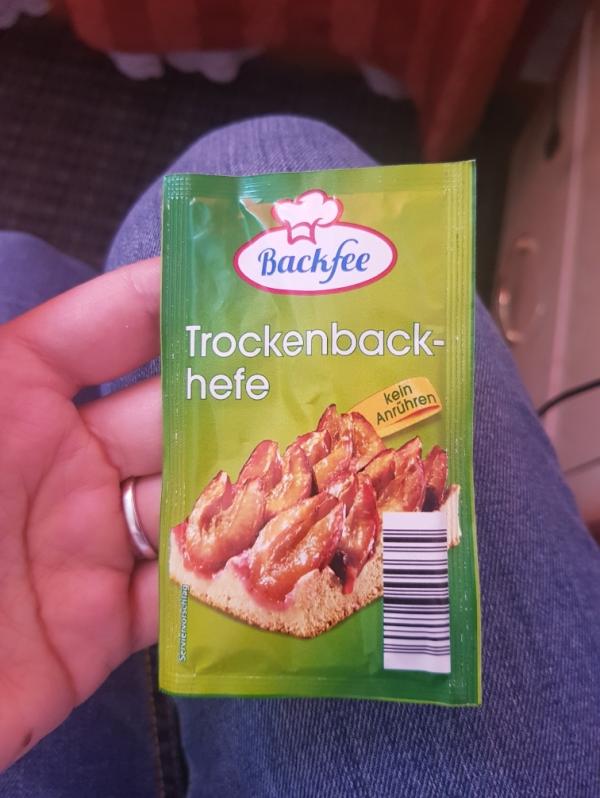 Backfee
Trockenback-
hefe
kein
Anrühren
Serviervorschlag